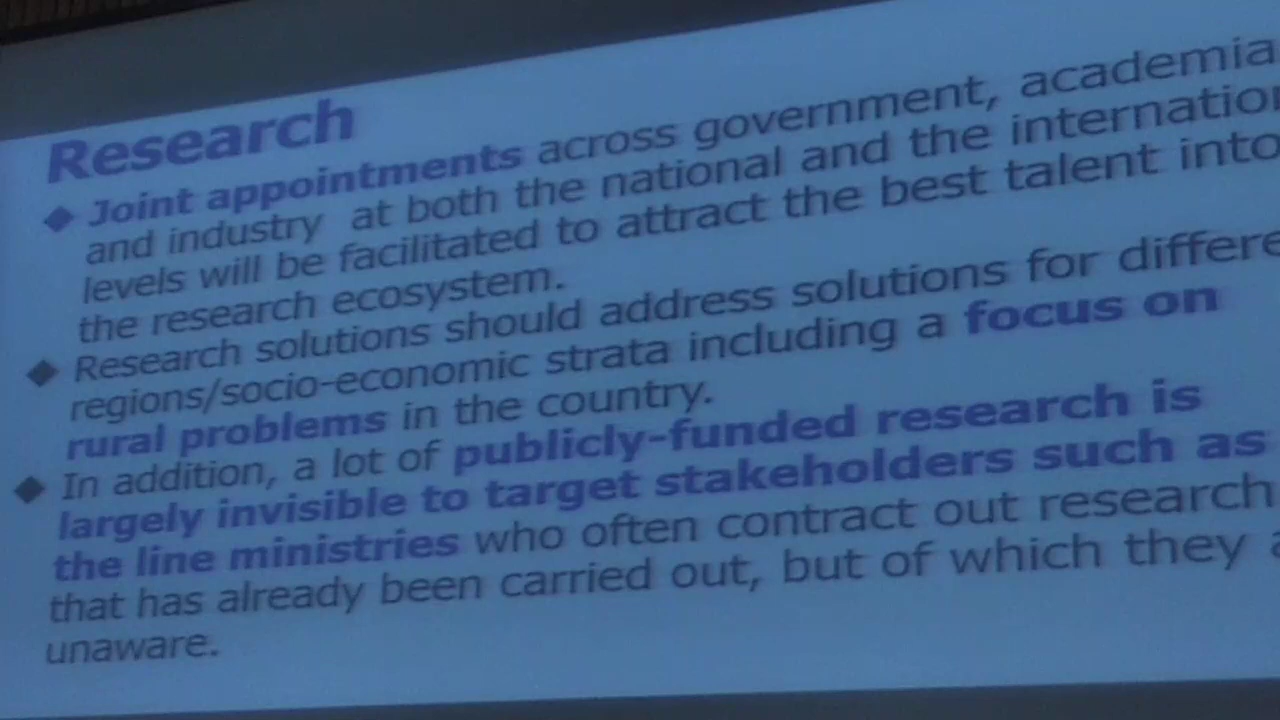 Research
◆ Joint appointments across government, academia
and industry at both the national and the internatio
levels will be facilitated to attract the best talent into
the research ecosystem.
◆ Research solutions should address solutions for differe
regions/socio-economic strata including a focus on
rural problems in the country.
◆ In addition, a lot of publicly-funded research is
largely invisible to target stakeholders such as
the line ministries who often contract out research
that has already been carried out, but of which they a
unaware.